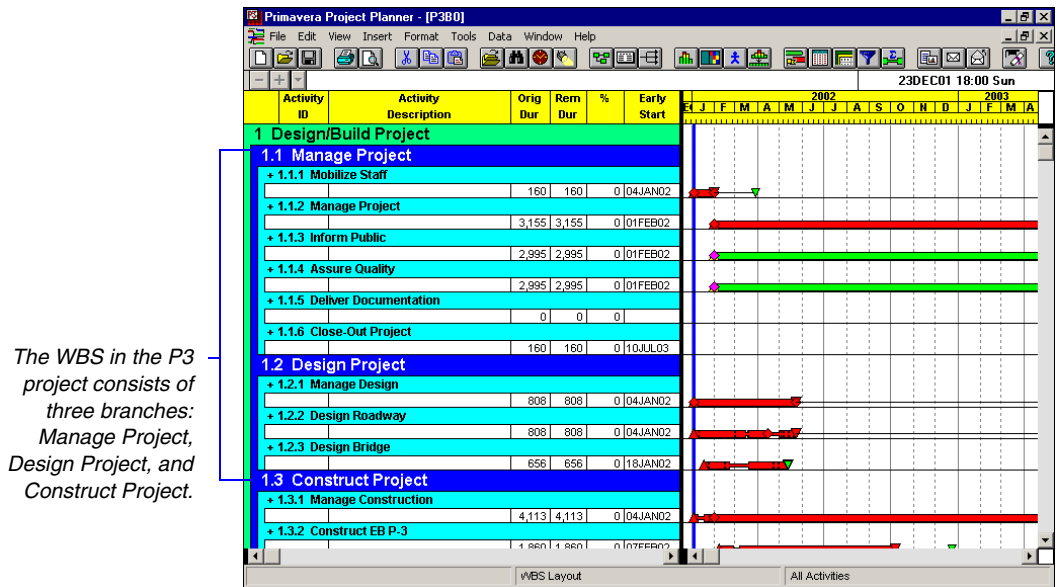 Primavera Project Planner - [P3B0]
File Edit View Insert Format Tools Data Window Help
23DEC01 18:00 Sun
Activity ID Activity Description Orig Dur Rem Dur % Early Start
2002 2003
J F M A M J J A S O N D J F M A
1 Design/Build Project
1.1 Manage Project
+ 1.1.1 Mobilize Staff
160 160 0 04JAN02
+ 1.1.2 Manage Project
3,155 3,155 0 01FEB02
+ 1.1.3 Inform Public
2,995 2,995 0 01FEB02
+ 1.1.4 Assure Quality
2,995 2,995 0 01FEB02
+ 1.1.5 Deliver Documentation
0 0 0
+ 1.1.6 Close-Out Project
160 160 0 10JUL03
1.2 Design Project
+ 1.2.1 Manage Design
808 808 0 04JAN02
+ 1.2.2 Design Roadway
808 808 0 04JAN02
+ 1.2.3 Design Bridge
656 656 0 18JAN02
1.3 Construct Project
+ 1.3.1 Manage Construction
4,113 4,113 0 04JAN02
+ 1.3.2 Construct EB P-3
1,860 1,860 0 07FEB02
WBS Layout All Activities
The WBS in the P3
project consists of
three branches:
Manage Project,
Design Project, and
Construct Project.